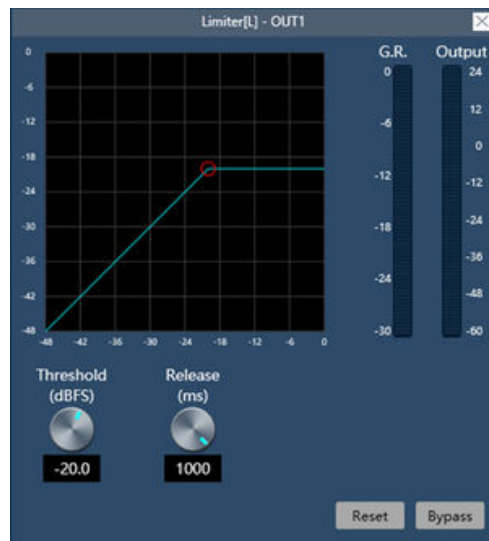 Limiter[L] - OUT1
G.R. Output
0
-6
-12
-18
-24
-30
-36
-42
-48
-48 -42 -36 -30 -24 -18 -12 -6 0
0
-6
-12
-18
-24
-30
24
12
0
-12
-24
-36
-48
-60
Threshold
(dBFS)
-20.0
Release
(ms)
1000
Reset
Bypass